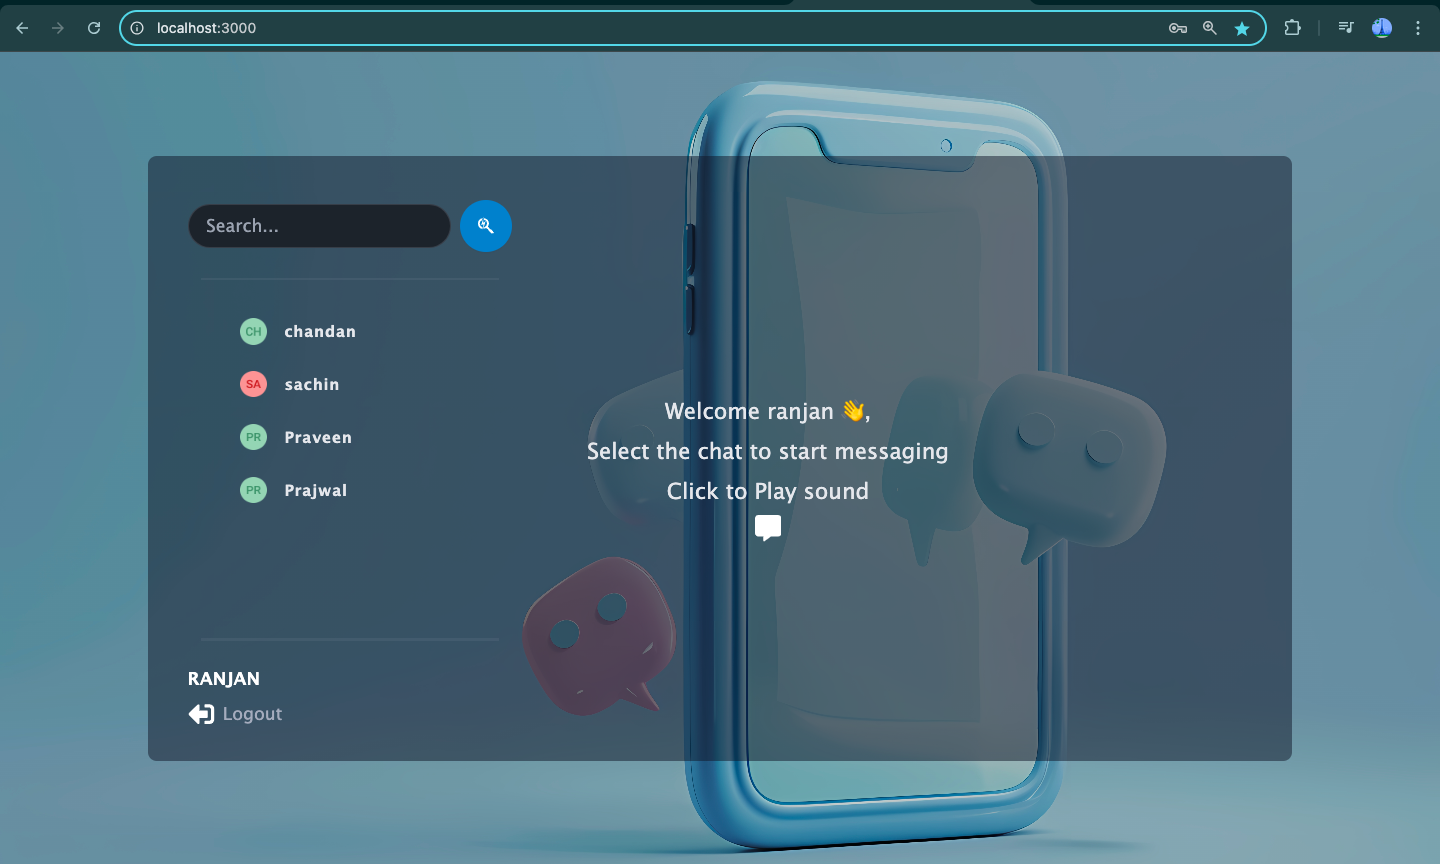 localhost:3000
Search…
CH chandan
SA sachin
PR Praveen
PR Prajwal
RANJAN
Logout
Welcome ranjan 👋,
Select the chat to start messaging
Click to Play sound